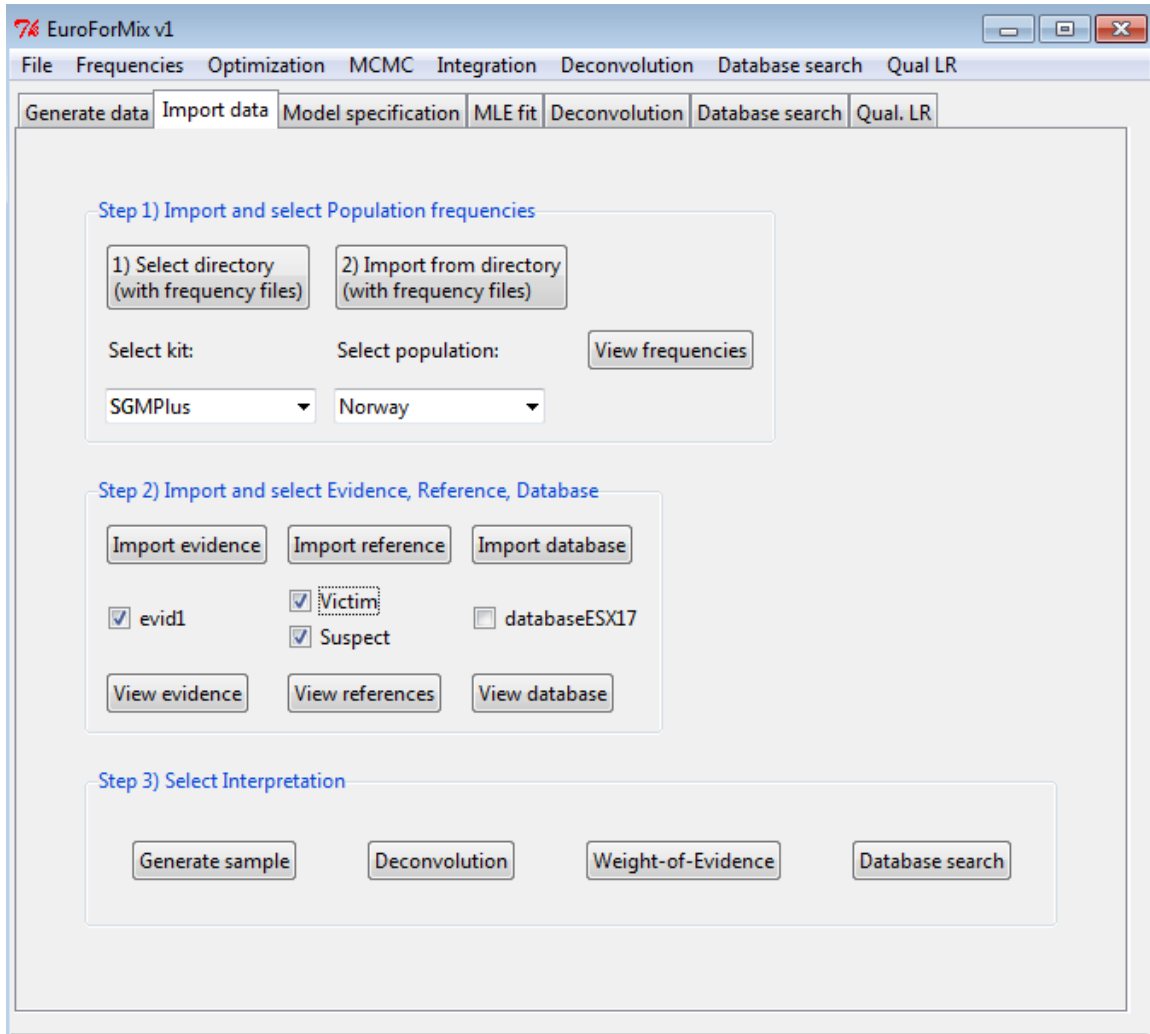 EuroForMix v1
File Frequencies Optimization MCMC Integration Deconvolution Database search Qual LR
Generate data Import data Model specification MLE fit Deconvolution Database search Qual. LR
Step 1) Import and select Population frequencies
1) Select directory
(with frequency files)
2) Import from directory
(with frequency files)
Select kit:
Select population:
View frequencies
SGMPlus
Norway
Step 2) Import and select Evidence, Reference, Database
Import evidence
Import reference
Import database
evid1
Victim
Suspect
databaseESX17
View evidence
View references
View database
Step 3) Select Interpretation
Generate sample
Deconvolution
Weight-of-Evidence
Database search